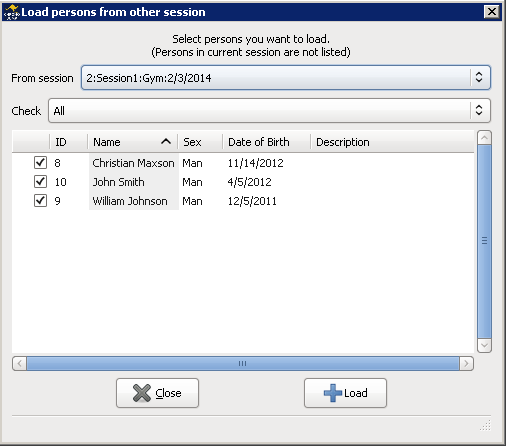 Load persons from other session
Select persons you want to load.
(Persons in current session are not listed)
From session 2:Session1:Gym:2/3/2014
Check All
ID Name Sex Date of Birth Description
8 Christian Maxson Man 11/14/2012
10 John Smith Man 4/5/2012
9 William Johnson Man 12/5/2011
Close Load